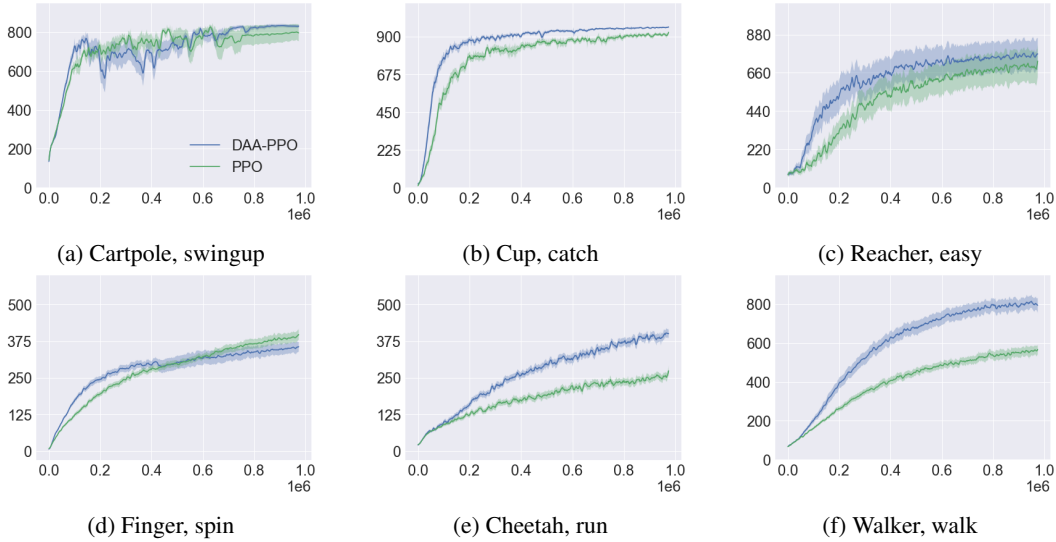 800
600
400
200
0
DAA-PPO
PPO
0.0 0.2 0.4 0.6 0.8 1.0
1e6
(a) Cartpole, swingup
900
675
450
225
0
0.0 0.2 0.4 0.6 0.8 1.0
1e6
(b) Cup, catch
880
660
440
220
0
0.0 0.2 0.4 0.6 0.8 1.0
1e6
(c) Reacher, easy
500
375
250
125
0
0.0 0.2 0.4 0.6 0.8 1.0
1e6
(d) Finger, spin
500
375
250
125
0
0.0 0.2 0.4 0.6 0.8 1.0
1e6
(e) Cheetah, run
800
600
400
200
0
0.0 0.2 0.4 0.6 0.8 1.0
1e6
(f) Walker, walk